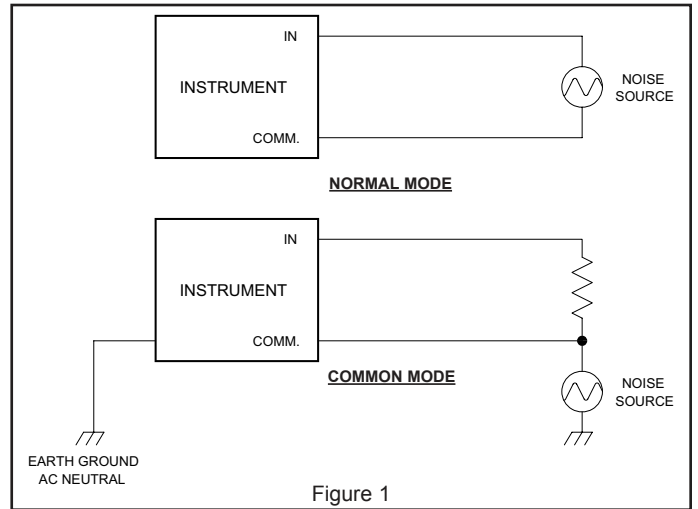 IN
INSTRUMENT
NOISE
SOURCE
COMM.
NORMAL MODE
IN
INSTRUMENT
COMM.
COMMON MODE
NOISE
SOURCE
EARTH GROUND
AC NEUTRAL
Figure 1